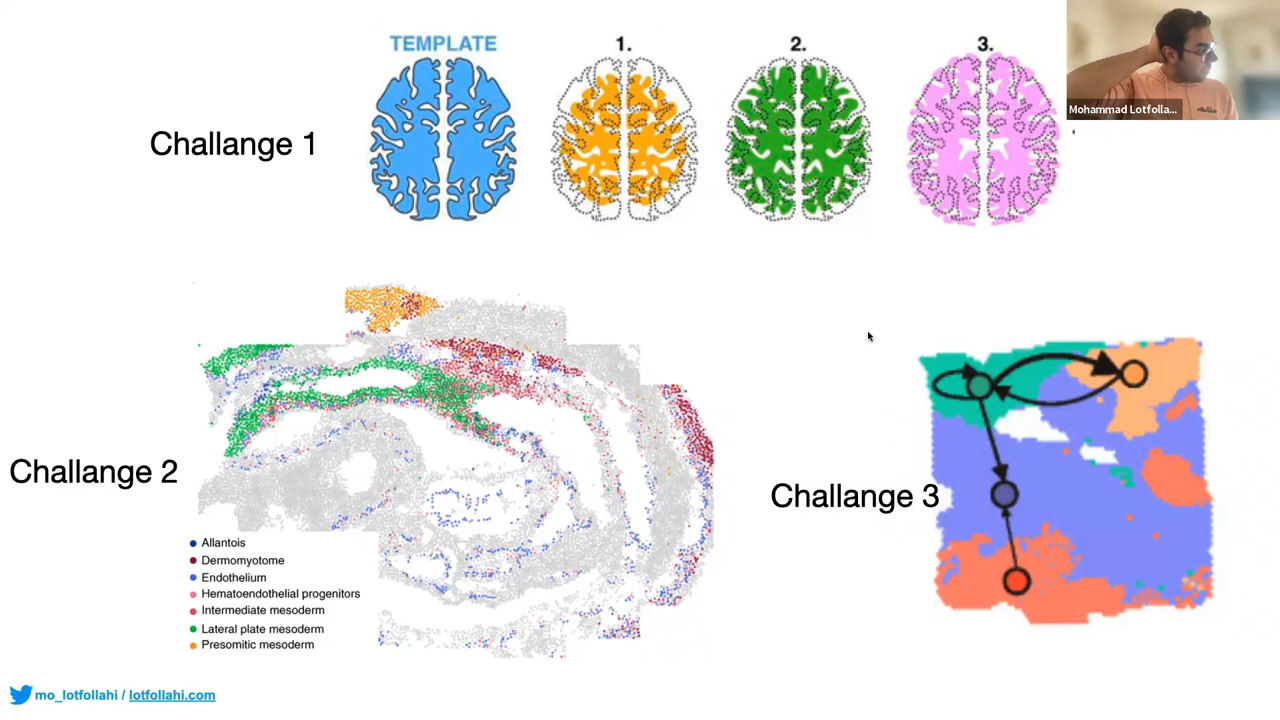 TEMPLATE 1. 2. 3.
Mohammad Lotfolla...
Challange 1
Challange 2
Challange 3
Allantois
Dermomyotome
Endothelium
Hematoendothelial progenitors
Intermediate mesoderm
Lateral plate mesoderm
Presomitic mesoderm
mo_lotfollahi / lotfollahi.com